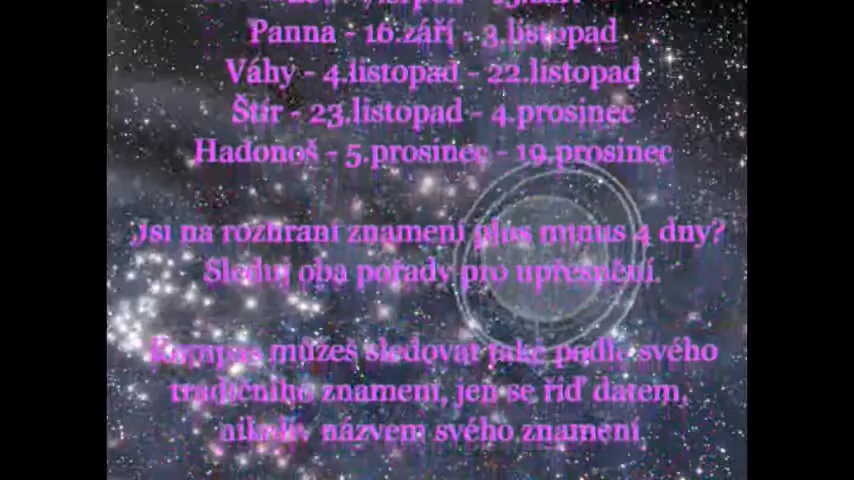 Panna - 16.září - 3.listopad
Váhy - 4.listopad - 22.listopad
Štír - 23.listopad - 4.prosinec
Hadonoš - 5.prosinec - 19.prosinec
Jsi na rozhraní znamení plus minus 4 dny?
Sleduj oba pořady pro upřesnění.
Kompas můžeš sledovat také podle svého
tradičního znamení, jen se řiď datem,
nikoliv názvem svého znamení.